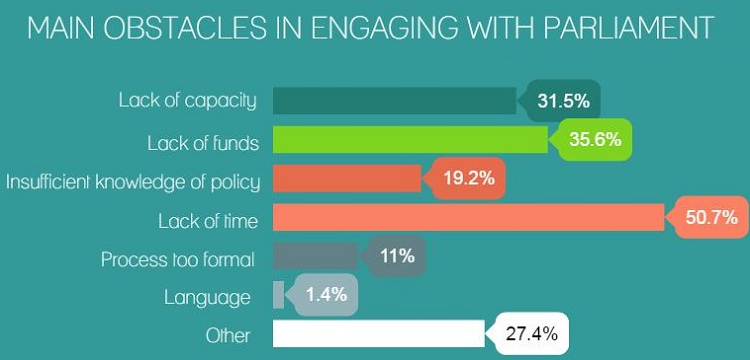 MAIN OBSTACLES IN ENGAGING WITH PARLIAMENT
Lack of capacity 31.5%
Lack of funds 35.6%
Insufficient knowledge of policy 19.2%
Lack of time 50.7%
Process too formal 11%
Language 1.4%
Other 27.4%